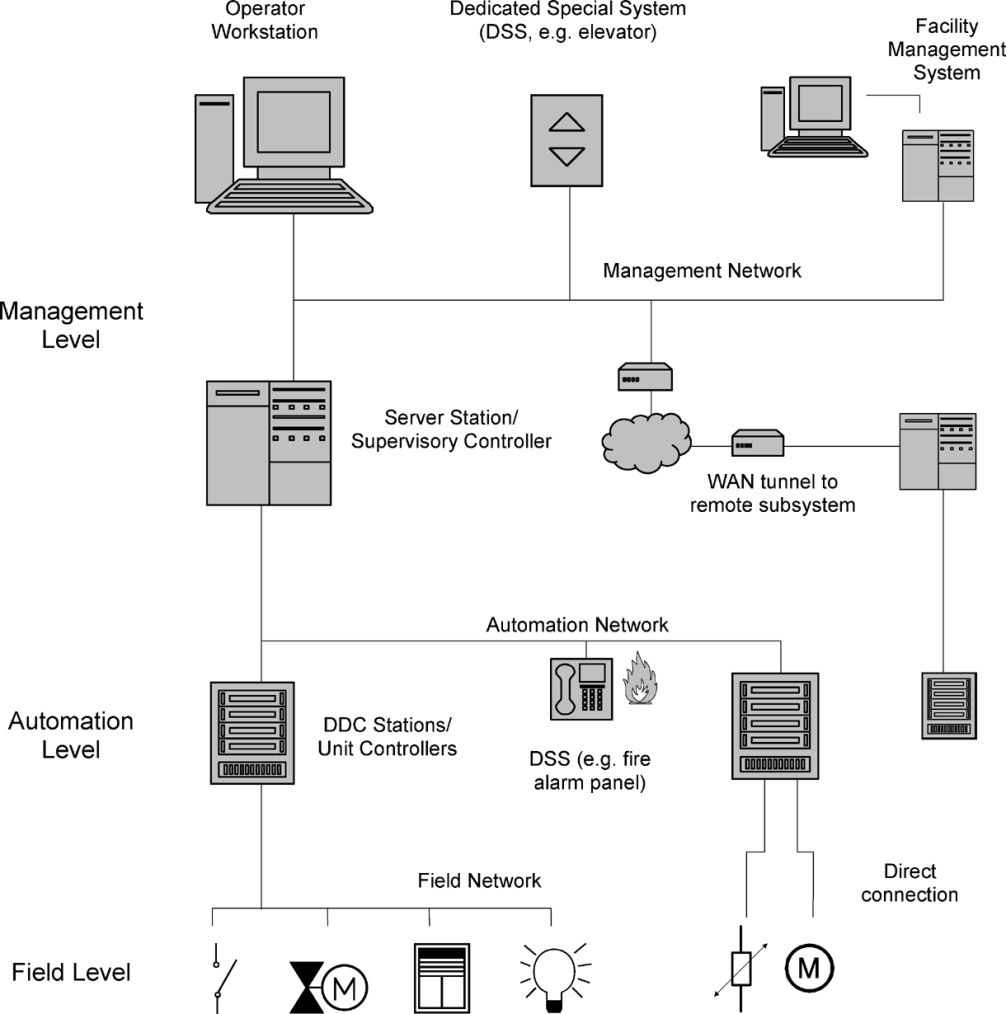 Operator
Workstation
Dedicated Special System
(DSS, e.g. elevator)
Facility
Management
System
Management Network
Management
Level
Server Station/
Supervisory Controller
WAN tunnel to
remote subsystem
Automation Network
Automation
Level
DDC Stations/
Unit Controllers
DSS (e.g. fire
alarm panel)
Direct
connection
Field Network
Field Level
M
M